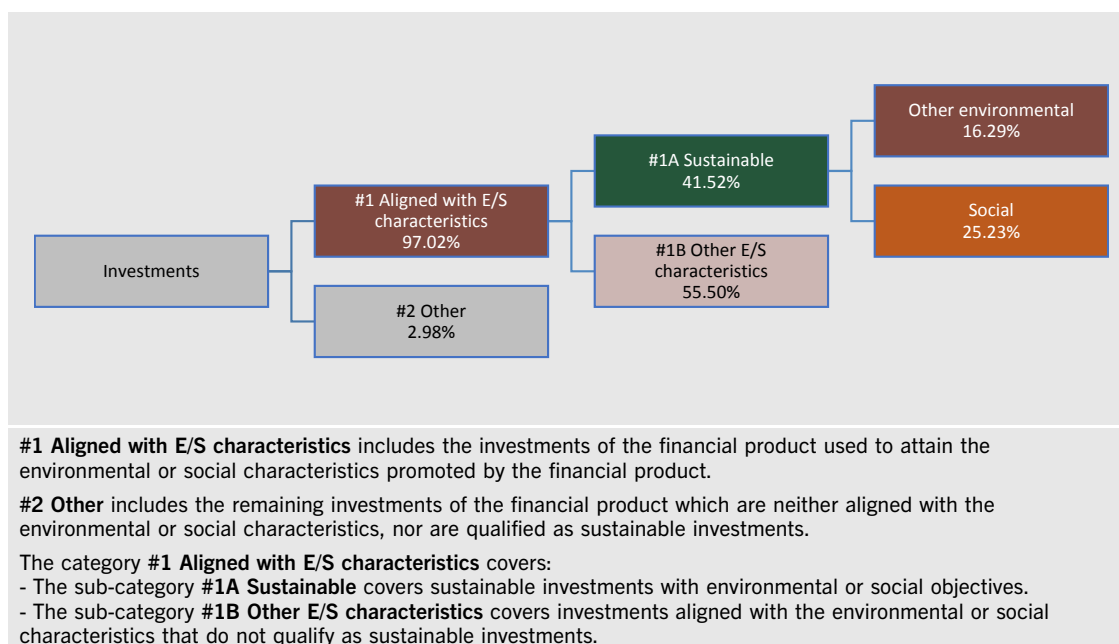 Investments
#1 Aligned with E/S
characteristics
97.02%
#2 Other
2.98%
#1A Sustainable
41.52%
#1B Other E/S
characteristics
55.50%
Other environmental
16.29%
Social
25.23%
#1 Aligned with E/S characteristics includes the investments of the financial product used to attain the
environmental or social characteristics promoted by the financial product.
#2 Other includes the remaining investments of the financial product which are neither aligned with the
environmental or social characteristics, nor are qualified as sustainable investments.
The category #1 Aligned with E/S characteristics covers:
- The sub-category #1A Sustainable covers sustainable investments with environmental or social objectives.
- The sub-category #1B Other E/S characteristics covers investments aligned with the environmental or social
characteristics that do not qualify as sustainable investments.